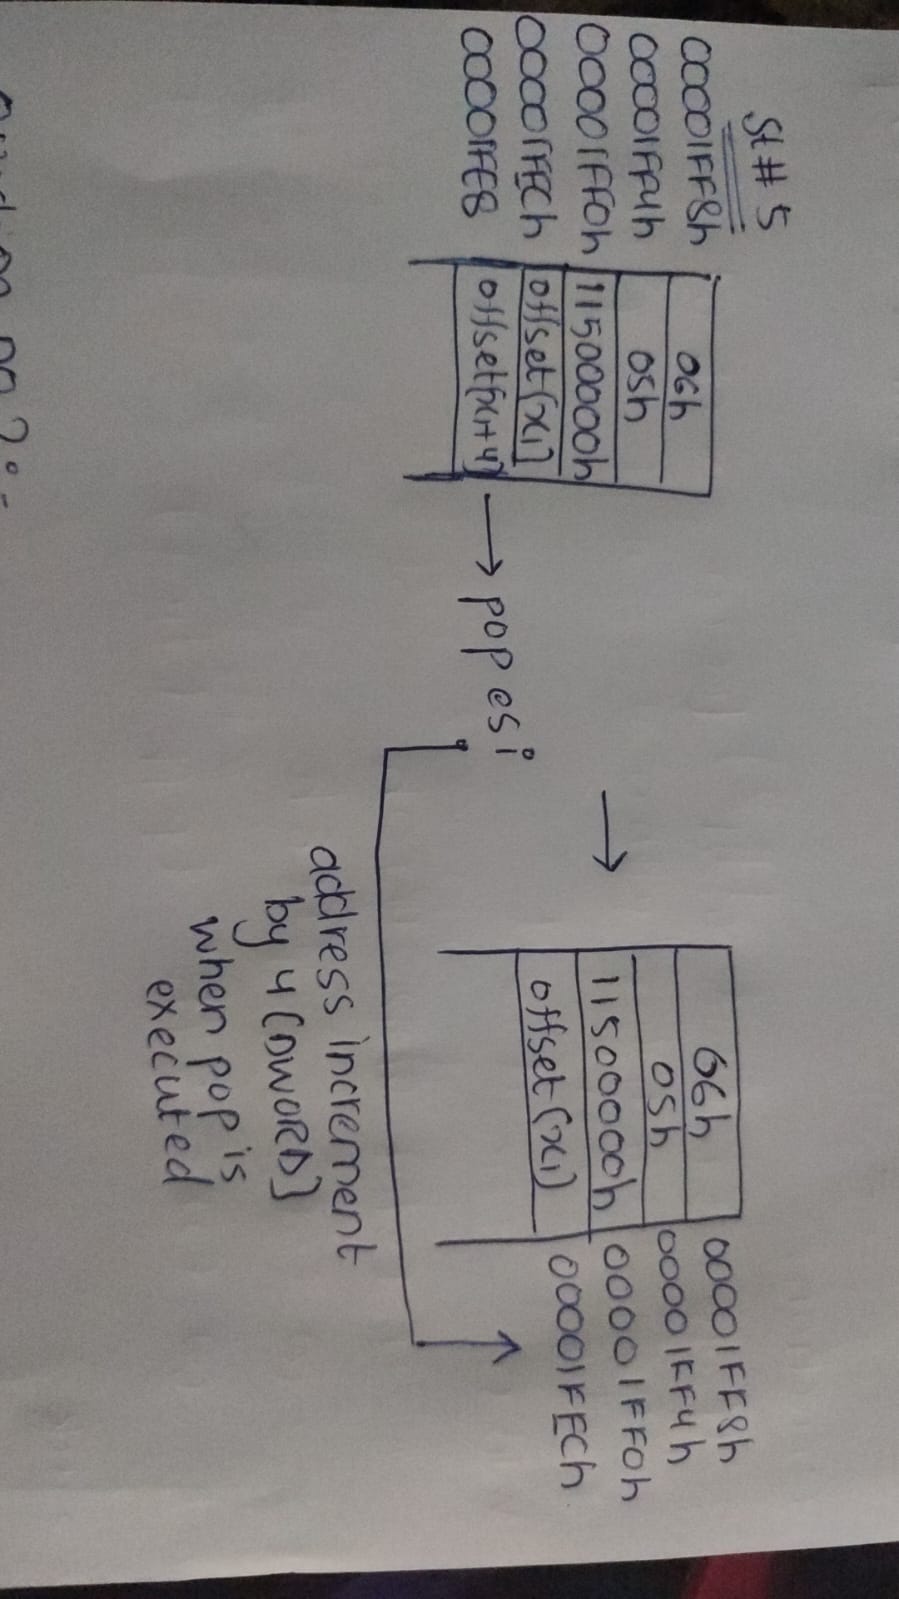 St # 5
00001FF8h 06h
00001FF4h 05h
00001FF0h 11500000h
00001FECh offset(x1]
00001FE8 offset(x1+4] → pop esi
→
06h 00001FF8h
05h 00001FF4h
11500000h 00001FF0h
offset (x1) 00001FECh
address increment
by 4 (DWORD]
when pop is
executed